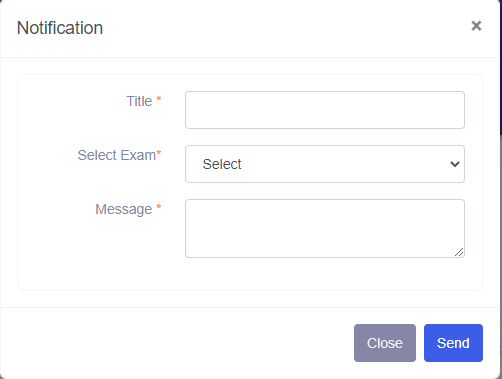 Notification ×
Title *
Select Exam*
Select
Message *
Close Send